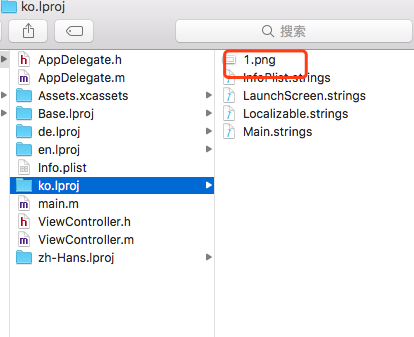 ko.lproj
搜索
AppDelegate.h
AppDelegate.m
Assets.xcassets
Base.lproj
de.lproj
en.lproj
Info.plist
ko.lproj
main.m
ViewController.h
ViewController.m
zh-Hans.lproj
1.png
InfoPlist.strings
LaunchScreen.strings
Localizable.strings
Main.strings